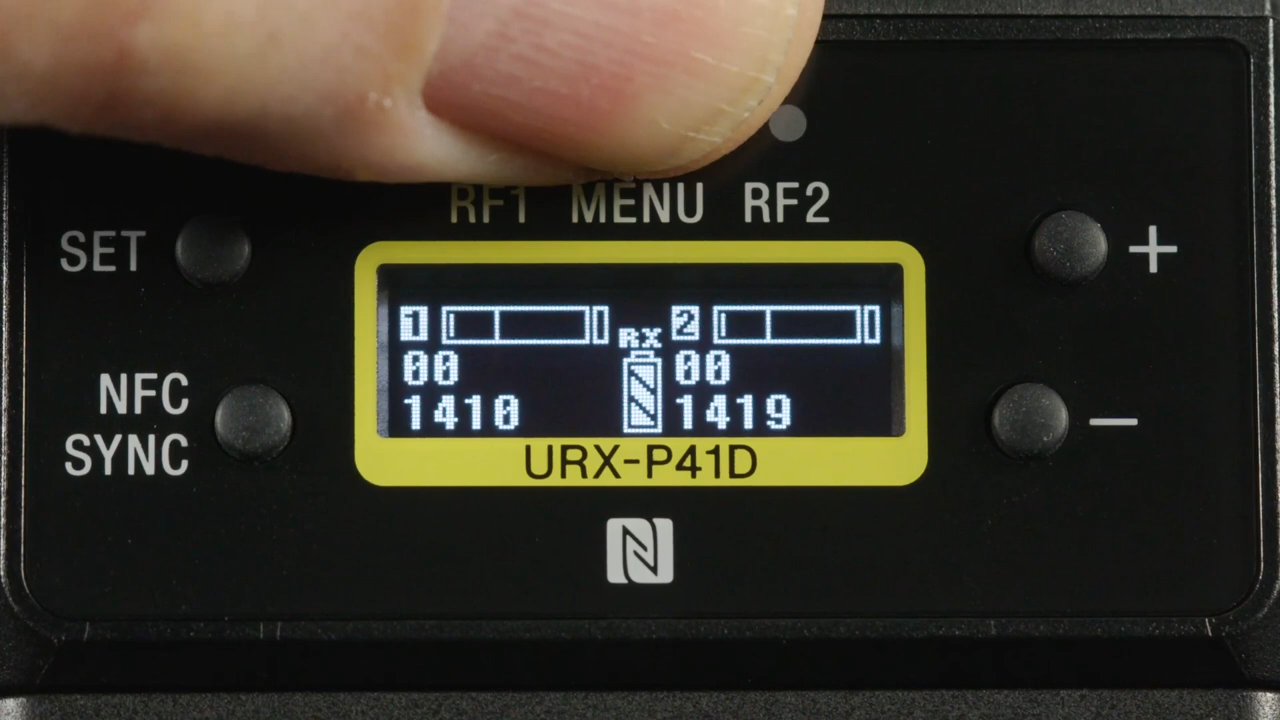 RF1 MENU RF2
SET
+
1 RX 2
00 00
1410 1419
NFC
SYNC
−
URX-P41D